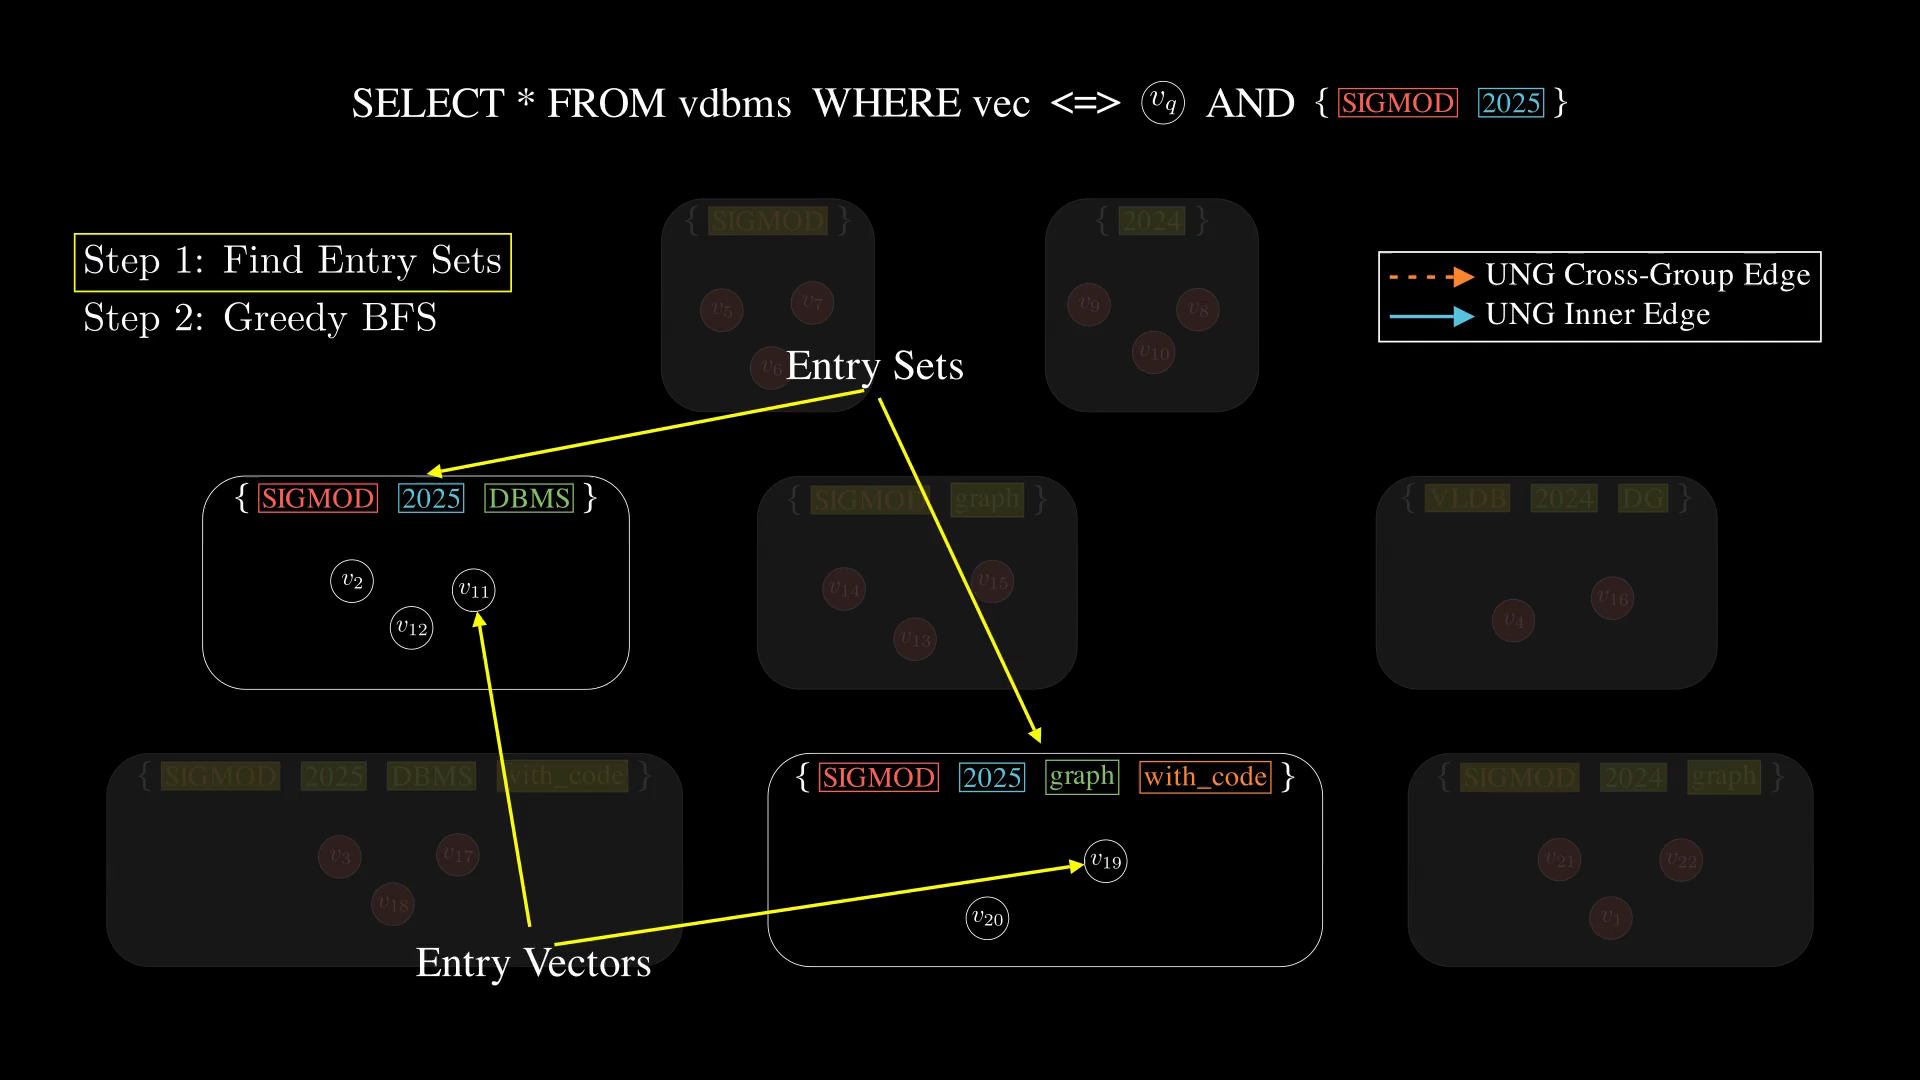 SELECT * FROM vdbms WHERE vec <=> v_q AND { SIGMOD 2025 }
Step 1: Find Entry Sets
Step 2: Greedy BFS
{ SIGMOD }
v5 v7
v6
{ 2024 }
v9 v8
v10
UNG Cross-Group Edge
UNG Inner Edge
Entry Sets
{ SIGMOD 2025 DBMS }
v2 v11
v12
{ SIGMOD graph }
v14 v15
v13
{ VLDB 2024 DG }
v4 v16
{ SIGMOD 2025 DBMS with_code }
v3 v17
v18
{ SIGMOD 2025 graph with_code }
v19
v20
{ SIGMOD 2024 graph }
v21 v22
v1
Entry Vectors